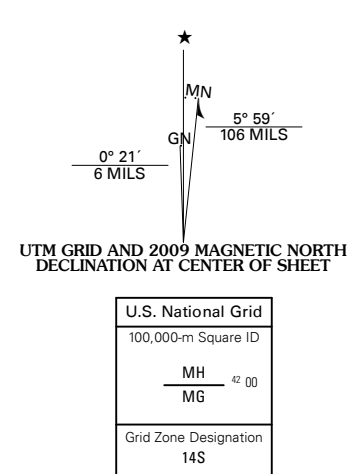 ★
MN
GN
5° 59´
106 MILS
0° 21´
6 MILS
UTM GRID AND 2009 MAGNETIC NORTH
DECLINATION AT CENTER OF SHEET
U.S. National Grid
100,000-m Square ID
MH
42 00
MG
Grid Zone Designation
14S